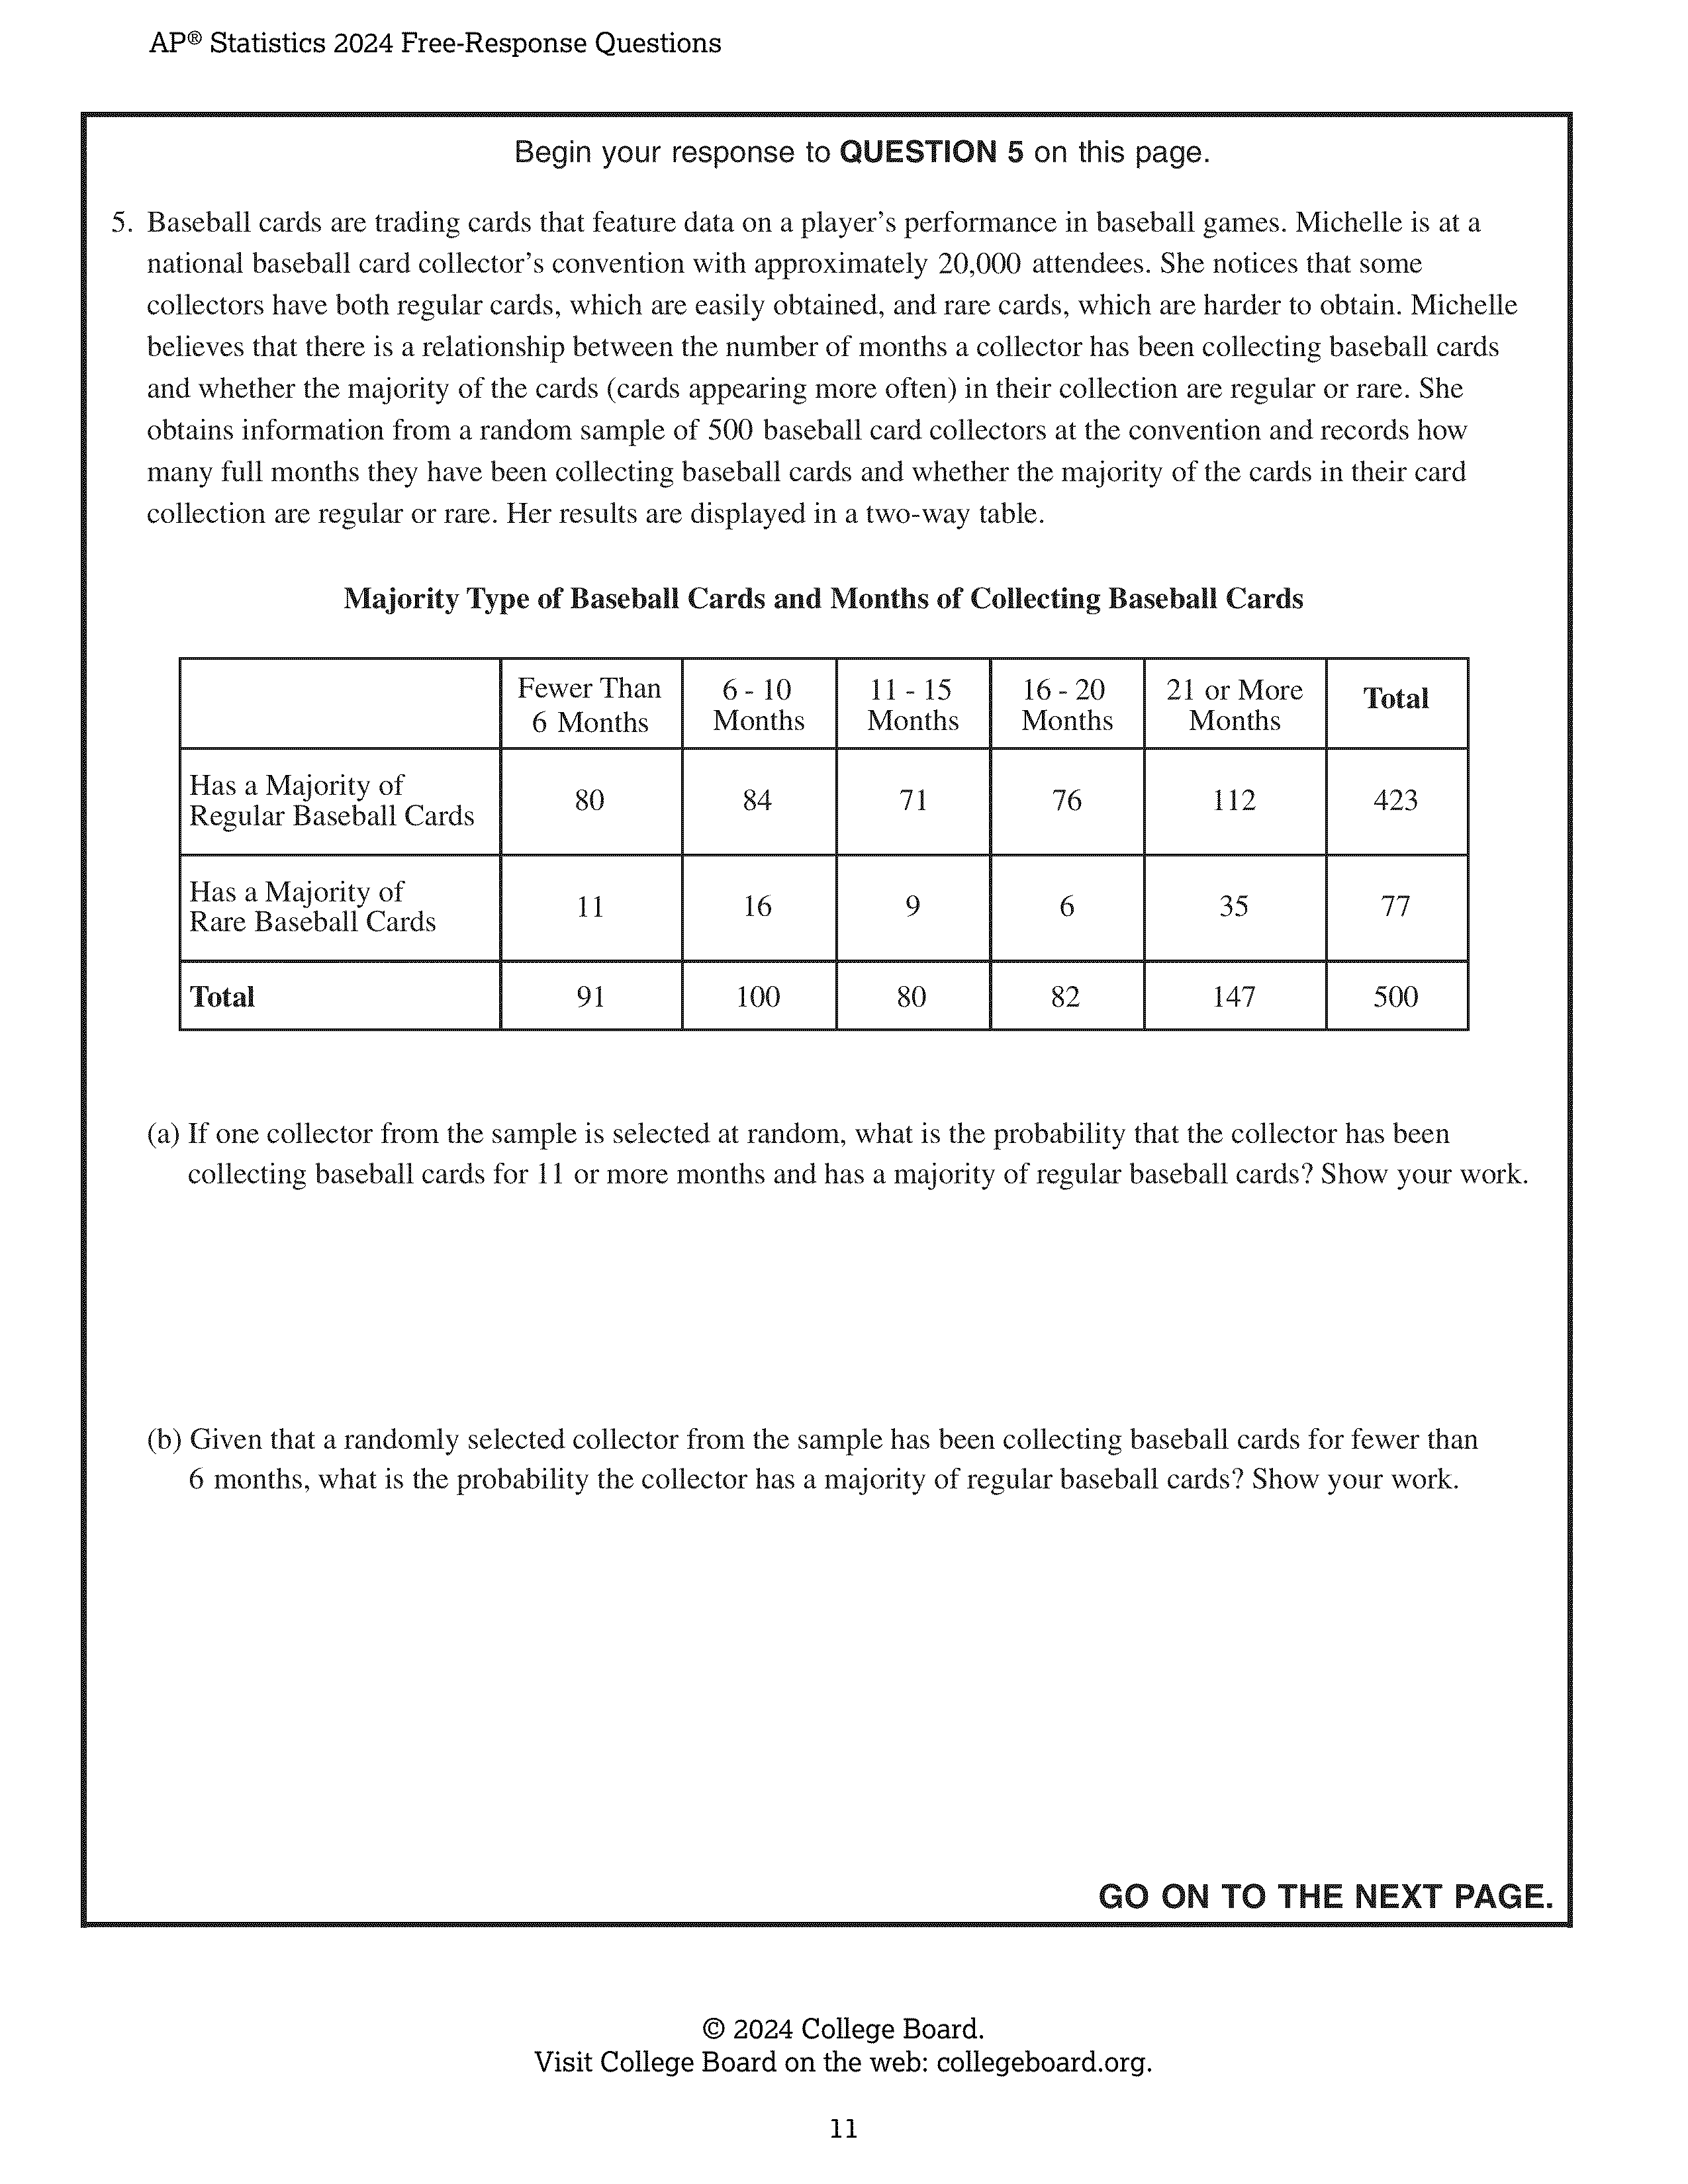 AP® Statistics 2024 Free-Response Questions
Begin your response to QUESTION 5 on this page.
5. Baseball cards are trading cards that feature data on a player's performance in baseball games. Michelle is at a
national baseball card collector's convention with approximately 20,000 attendees. She notices that some
collectors have both regular cards, which are easily obtained, and rare cards, which are harder to obtain. Michelle
believes that there is a relationship between the number of months a collector has been collecting baseball cards
and whether the majority of the cards (cards appearing more often) in their collection are regular or rare. She
obtains information from a random sample of 500 baseball card collectors at the convention and records how
many full months they have been collecting baseball cards and whether the majority of the cards in their card
collection are regular or rare. Her results are displayed in a two-way table.
Majority Type of Baseball Cards and Months of Collecting Baseball Cards
Fewer Than 6 - 10 11 - 15 16 - 20 21 or More Total
6 Months Months Months Months Months
Has a Majority of
Regular Baseball Cards 80 84 71 76 112 423
Has a Majority of
Rare Baseball Cards 11 16 9 6 35 77
Total 91 100 80 82 147 500
(a) If one collector from the sample is selected at random, what is the probability that the collector has been
collecting baseball cards for 11 or more months and has a majority of regular baseball cards? Show your work.
(b) Given that a randomly selected collector from the sample has been collecting baseball cards for fewer than
6 months, what is the probability the collector has a majority of regular baseball cards? Show your work.
GO ON TO THE NEXT PAGE.
© 2024 College Board.
Visit College Board on the web: collegeboard.org.
11